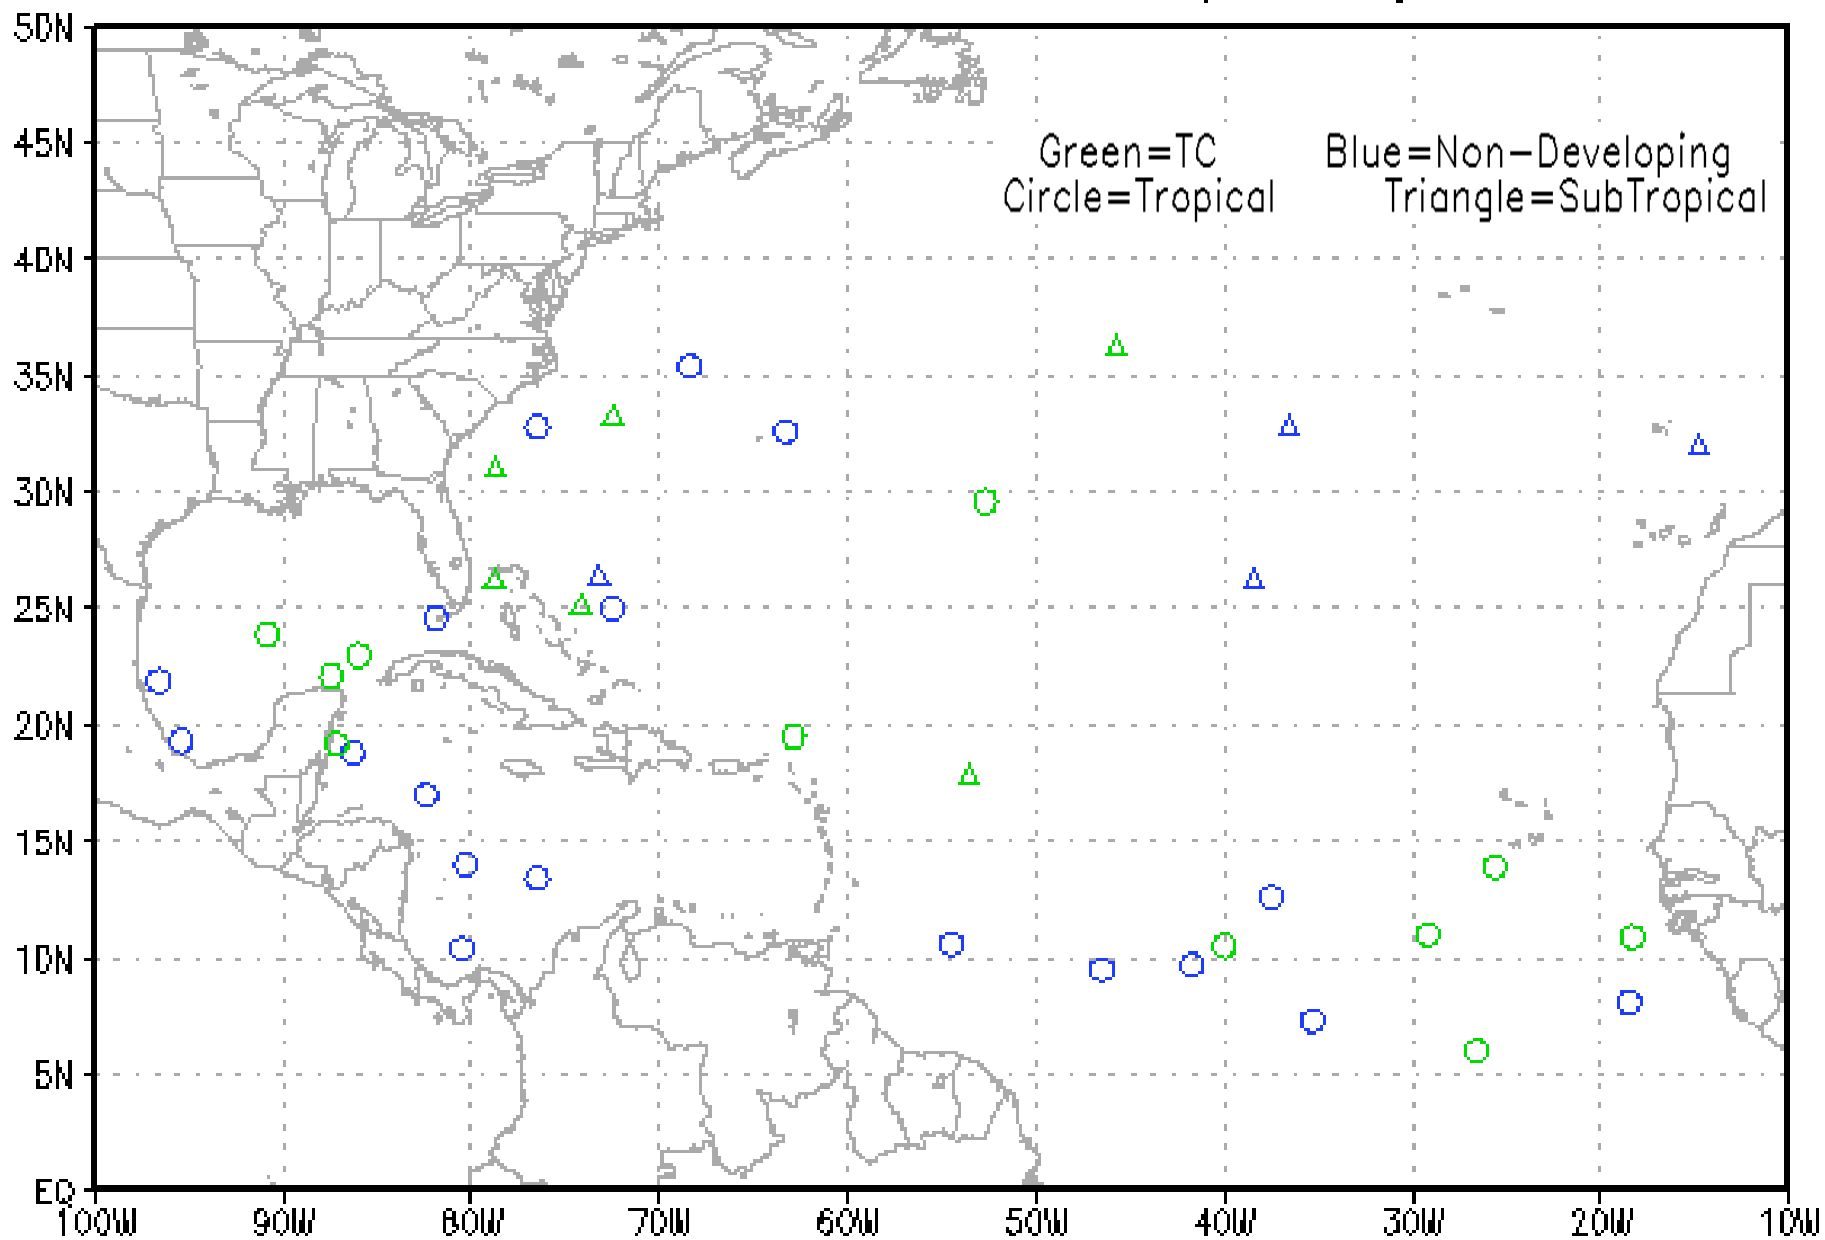 50N
45N
Green=TC Blue=Non-Developing
Circle=Tropical Triangle=SubTropical
40N
35N
30N
25N
20N
15N
10N
5N
EQ
100W 90W 80W 70W 60W 50W 40W 30W 20W 10W